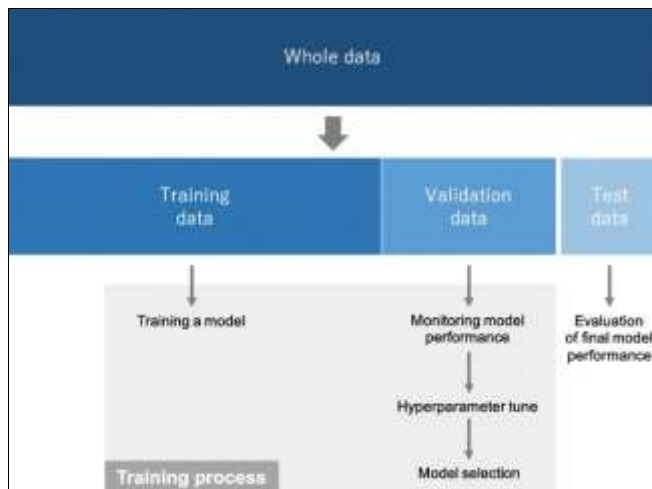 Whole data
Training
data
Validation
data
Test
data
Training a model
Monitoring model
performance
Evaluation
of final model
performance
Hyperparameter tune
Model selection
Training process